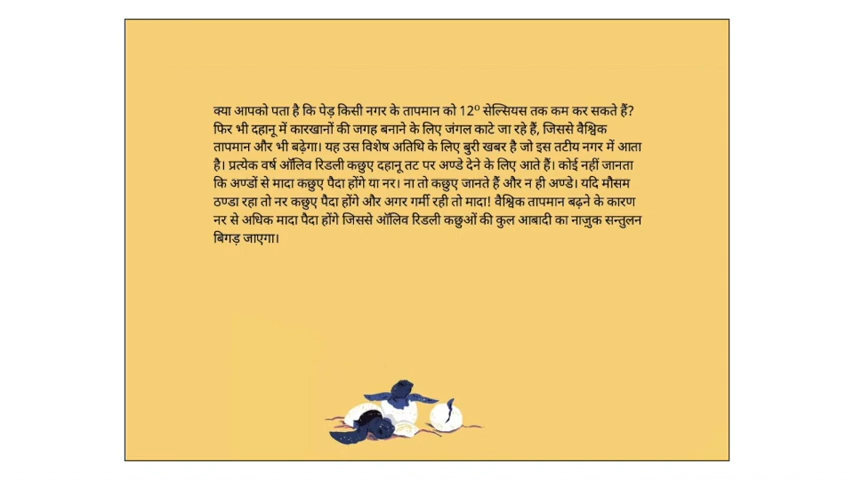 क्या आपको पता है कि पेड़ किसी नगर के तापमान को 12⁰ सेल्सियस तक कम कर सकते हैं?
फिर भी दहानू में कारखानों की जगह बनाने के लिए जंगल काटे जा रहे हैं, जिससे वैश्विक
तापमान और भी बढ़ेगा। यह उस विशेष अतिथि के लिए बुरी खबर है जो इस तटीय नगर में आता
है। प्रत्येक वर्ष ऑलिव रिडली कछुए दहानू तट पर अण्डे देने के लिए आते हैं। कोई नहीं जानता
कि अण्डों से मादा कछुए पैदा होंगे या नर। ना तो कछुए जानते हैं और न ही अण्डे। यदि मौसम
ठण्डा रहा तो नर कछुए पैदा होंगे और अगर गर्मी रही तो मादा! वैश्विक तापमान बढ़ने के कारण
नर से अधिक मादा पैदा होंगे जिससे ऑलिव रिडली कछुओं की कुल आबादी का नाज़ुक सन्तुलन
बिगड़ जाएगा।